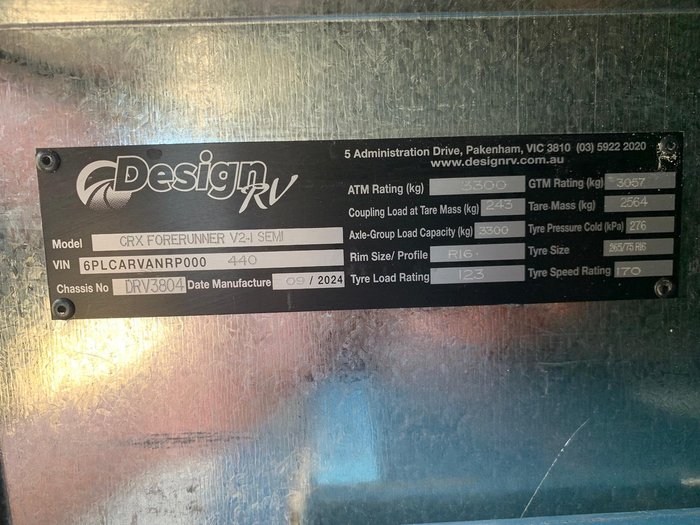 5 Administration Drive, Pakenham, VIC 3810 (03) 5922 2020
www.designrv.com.au
Design RV
Model CRX FORERUNNER V2-1 SEMI
VIN 6PLCARVANRP000 440
Chassis No DRV3804 Date Manufacture 09 / 2024
ATM Rating (kg) 3300 GTM Rating (kg) 3057
Coupling Load at Tare Mass (kg) 243 Tare Mass (kg) 2564
Axle-Group Load Capacity (kg) 3300 Tyre Pressure Cold (kPa) 276
Rim Size/ Profile R16 Tyre Size 265/75 R16
Tyre Load Rating 123 Tyre Speed Rating 170